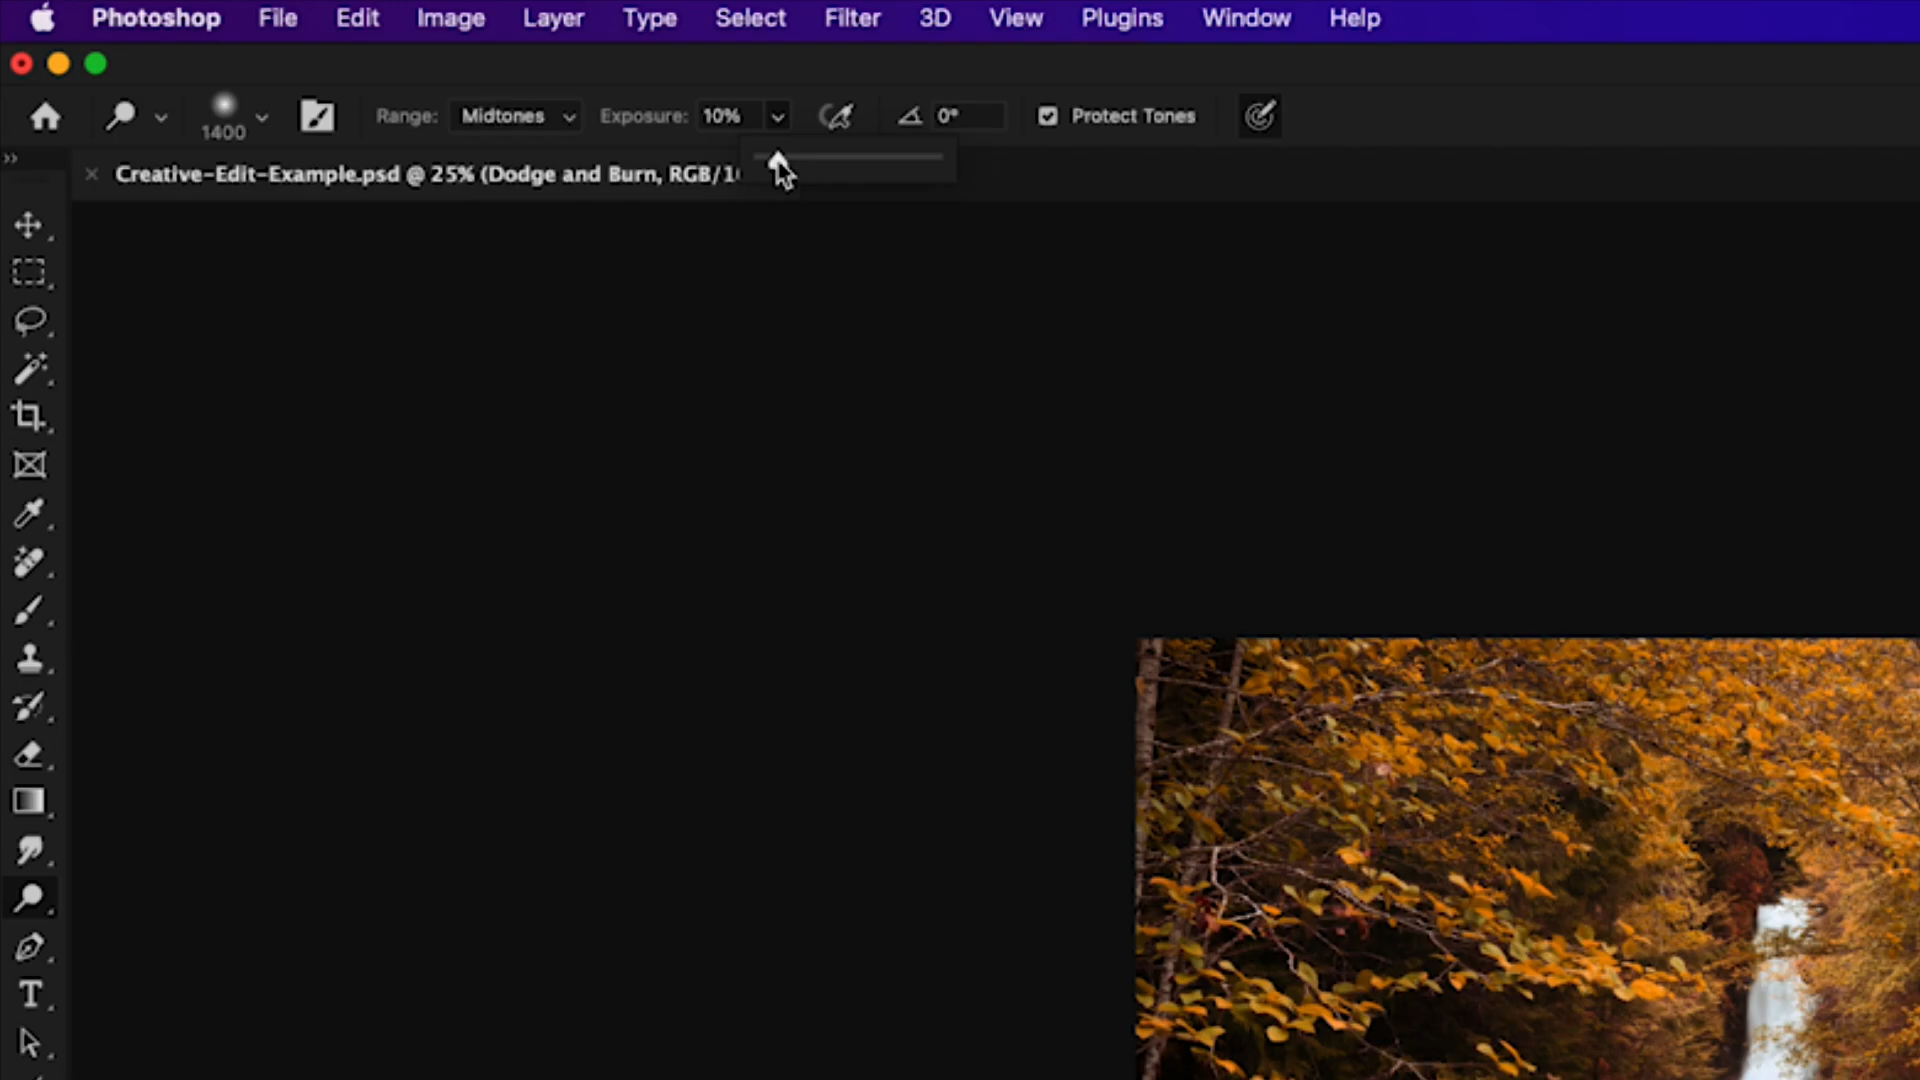 Photoshop File Edit Image Layer Type Select Filter 3D View Plugins Window Help
1400 Range: Midtones Exposure: 10% 0° Protect Tones
Creative-Edit-Example.psd @ 25% (Dodge and Burn, RGB/1